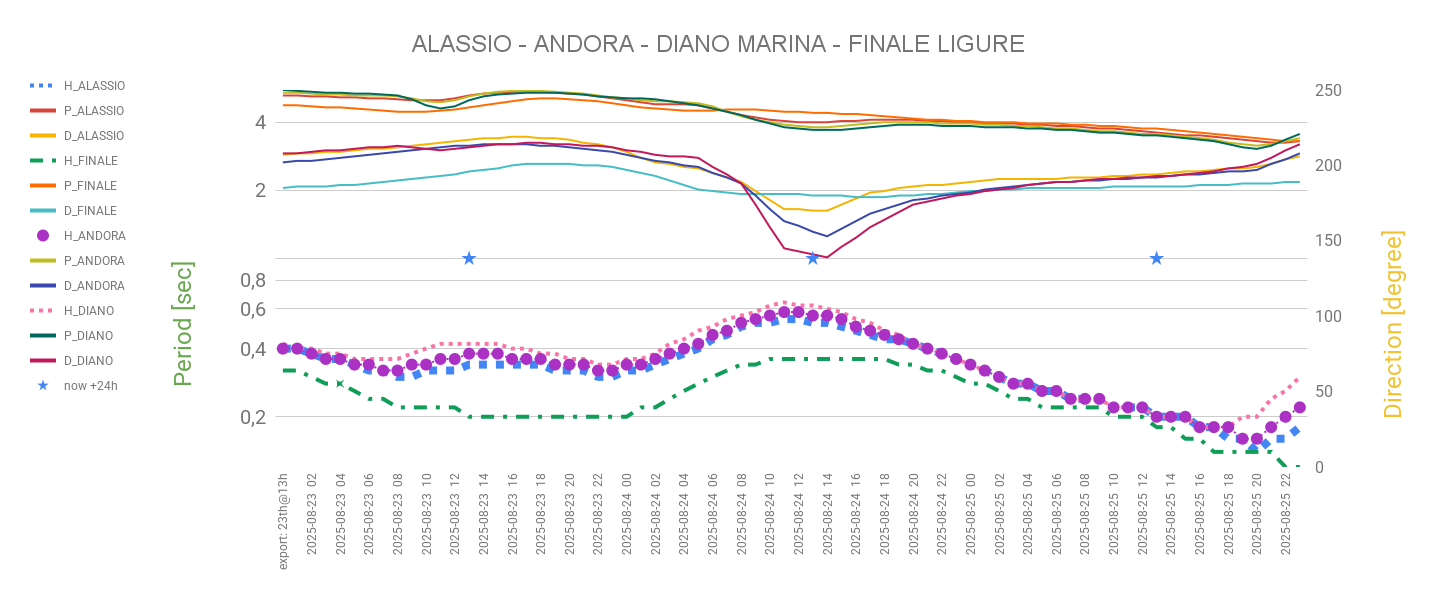 ALASSIO - ANDORA - DIANO MARINA - FINALE LIGURE
H_ALASSIO
P_ALASSIO
D_ALASSIO
H_FINALE
P_FINALE
D_FINALE
H_ANDORA
P_ANDORA
D_ANDORA
H_DIANO
P_DIANO
D_DIANO
now +24h
Period [sec]
4
2
0,8
0,6
0,4
0,2
250
200
150
100
50
0
Direction [degree]
export: 23th@13h
2025-08-23 02
2025-08-23 04
2025-08-23 06
2025-08-23 08
2025-08-23 10
2025-08-23 12
2025-08-23 14
2025-08-23 16
2025-08-23 18
2025-08-23 20
2025-08-23 22
2025-08-24 00
2025-08-24 02
2025-08-24 04
2025-08-24 06
2025-08-24 08
2025-08-24 10
2025-08-24 12
2025-08-24 14
2025-08-24 16
2025-08-24 18
2025-08-24 20
2025-08-24 22
2025-08-25 00
2025-08-25 02
2025-08-25 04
2025-08-25 06
2025-08-25 08
2025-08-25 10
2025-08-25 12
2025-08-25 14
2025-08-25 16
2025-08-25 18
2025-08-25 20
2025-08-25 22